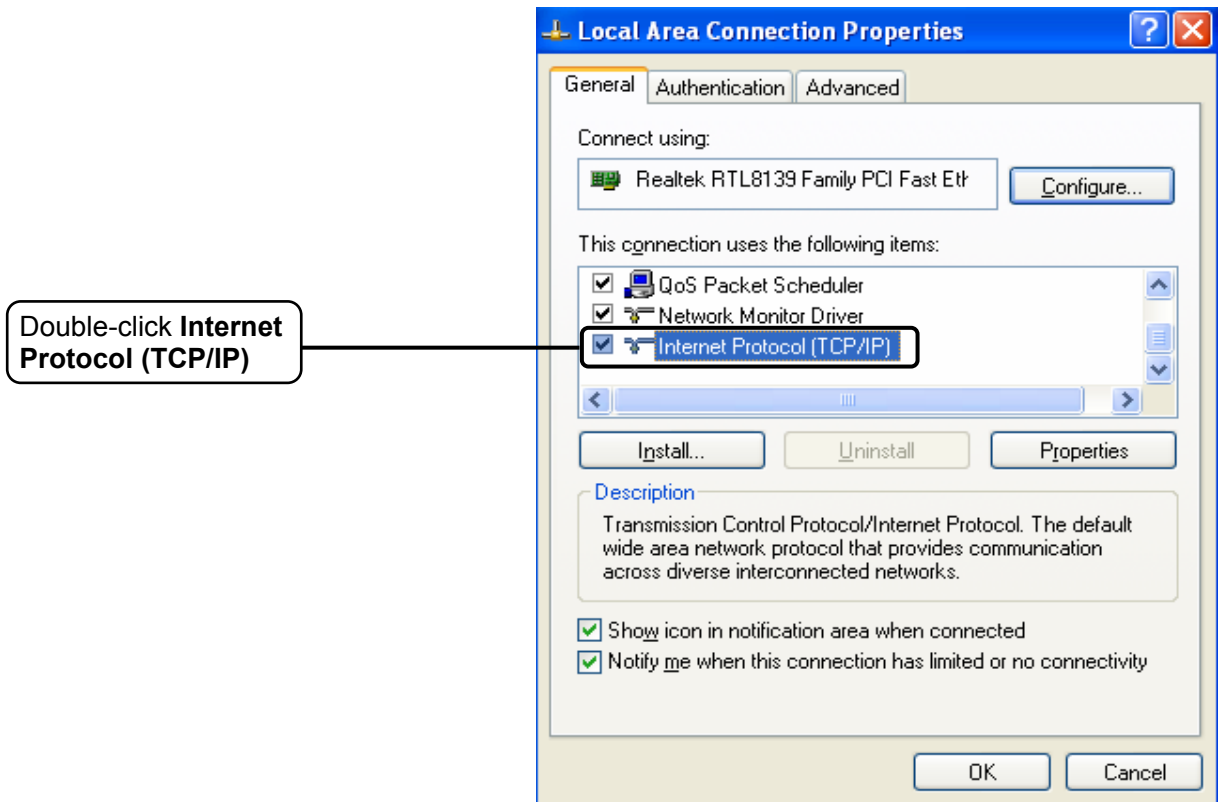 Local Area Connection Properties
General Authentication Advanced
Connect using:
Realtek RTL8139 Family PCI Fast Eth
Configure...
This connection uses the following items:
QoS Packet Scheduler
Network Monitor Driver
Double-click Internet
Protocol (TCP/IP)
Internet Protocol (TCP/IP)
Install... Uninstall Properties
Description
Transmission Control Protocol/Internet Protocol. The default
wide area network protocol that provides communication
across diverse interconnected networks.
Show icon in notification area when connected
Notify me when this connection has limited or no connectivity
OK Cancel